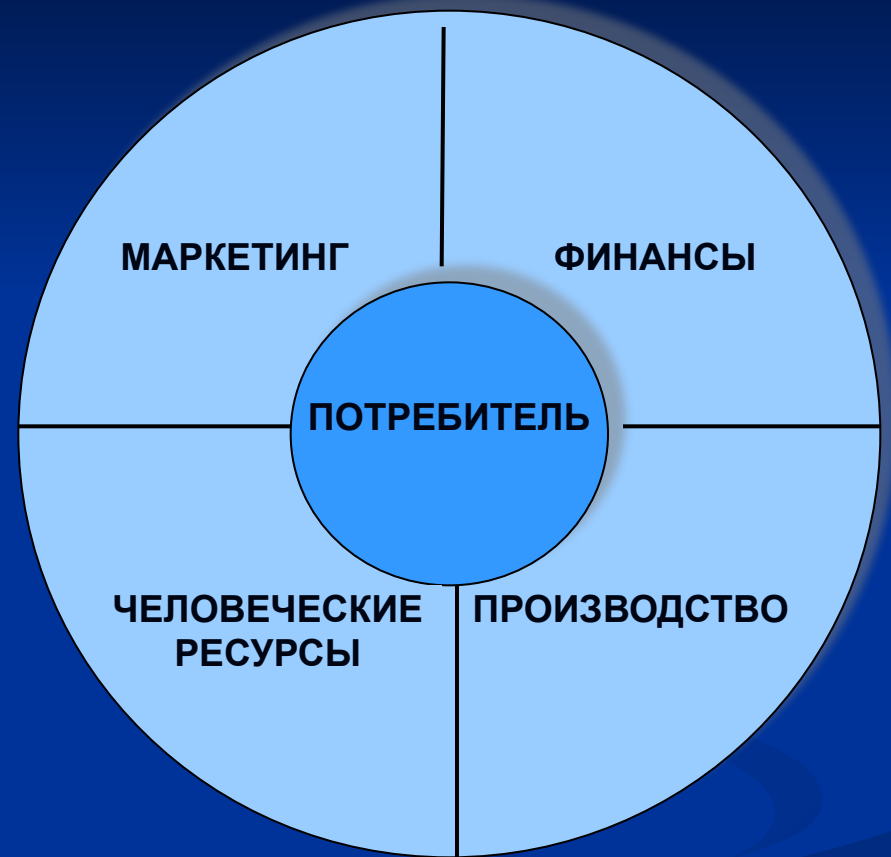 МАРКЕТИНГ
ФИНАНСЫ
ПОТРЕБИТЕЛЬ
ЧЕЛОВЕЧЕСКИЕ
РЕСУРСЫ
ПРОИЗВОДСТВО